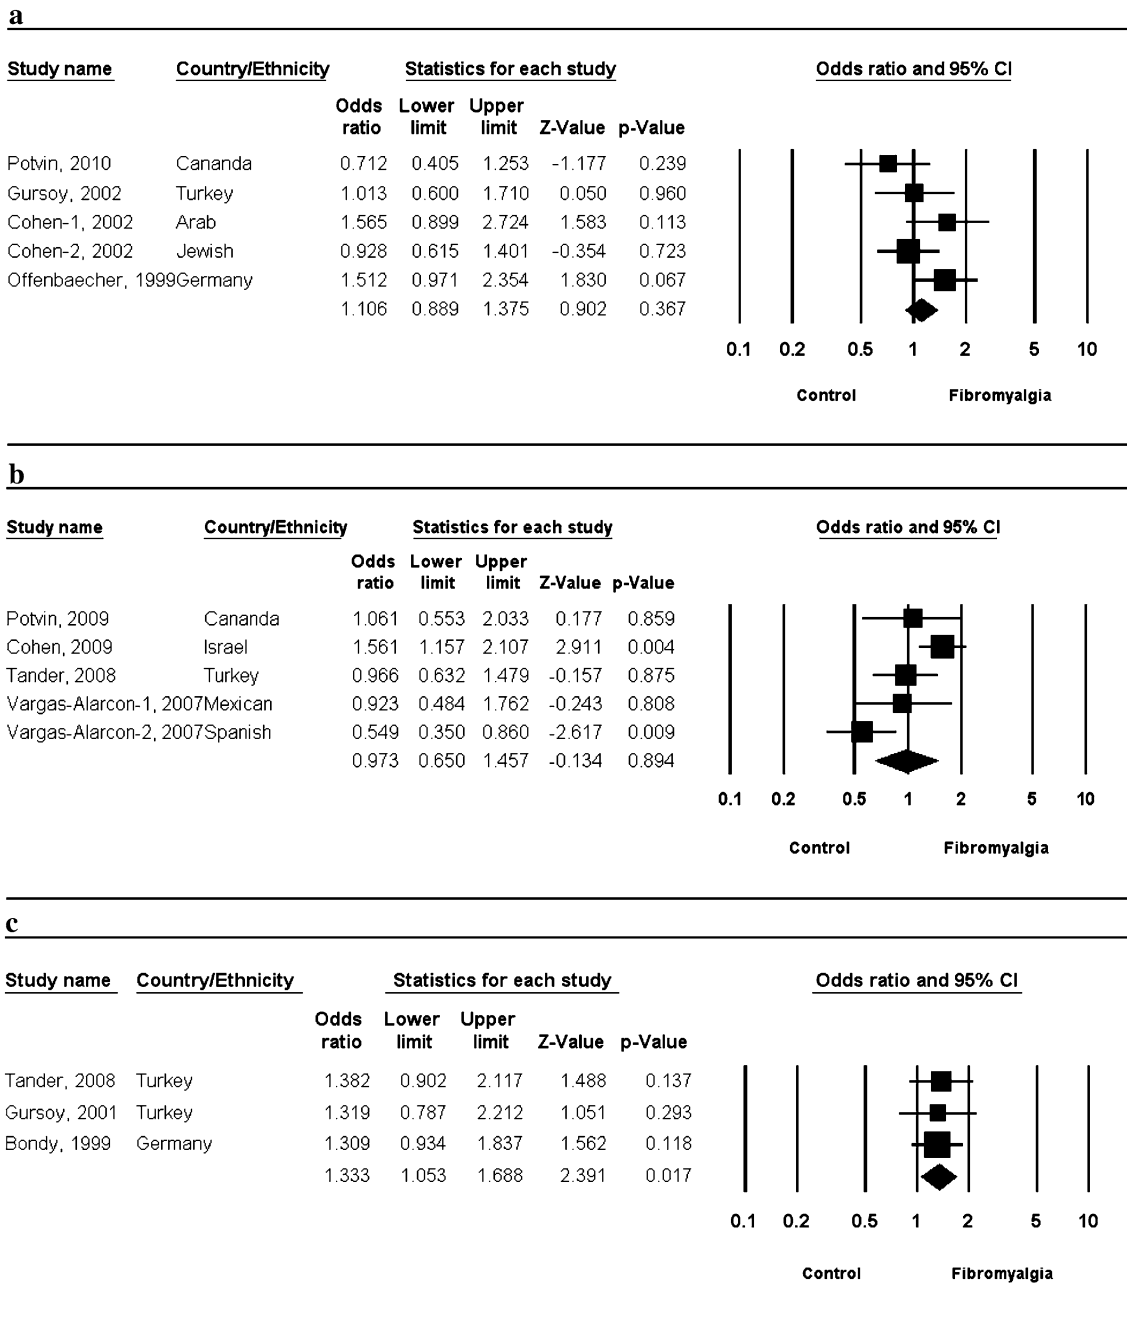 a
Study name Country/Ethnicity Statistics for each study Odds ratio and 95% CI
Odds Lower Upper
ratio limit limit Z-Value p-Value
Potvin, 2010 Cananda 0.712 0.405 1.253 -1.177 0.239
Gursoy, 2002 Turkey 1.013 0.600 1.710 0.050 0.960
Cohen-1, 2002 Arab 1.565 0.899 2.724 1.583 0.113
Cohen-2, 2002 Jewish 0.928 0.615 1.401 -0.354 0.723
Offenbaecher, 1999Germany 1.512 0.971 2.354 1.830 0.067
1.106 0.889 1.375 0.902 0.367
0.1 0.2 0.5 1 2 5 10
Control Fibromyalgia
b
Study name Country/Ethnicity Statistics for each study Odds ratio and 95% CI
Odds Lower Upper
ratio limit limit Z-Value p-Value
Potvin, 2009 Cananda 1.061 0.553 2.033 0.177 0.859
Cohen, 2009 Israel 1.561 1.157 2.107 2.911 0.004
Tander, 2008 Turkey 0.966 0.632 1.479 -0.157 0.875
Vargas-Alarcon-1, 2007Mexican 0.923 0.484 1.762 -0.243 0.808
Vargas-Alarcon-2, 2007Spanish 0.549 0.350 0.860 -2.617 0.009
0.973 0.650 1.457 -0.134 0.894
0.1 0.2 0.5 1 2 5 10
Control Fibromyalgia
c
Study name Country/Ethnicity Statistics for each study Odds ratio and 95% CI
Odds Lower Upper
ratio limit limit Z-Value p-Value
Tander, 2008 Turkey 1.382 0.902 2.117 1.488 0.137
Gursoy, 2001 Turkey 1.319 0.787 2.212 1.051 0.293
Bondy, 1999 Germany 1.309 0.934 1.837 1.562 0.118
1.333 1.053 1.688 2.391 0.017
0.1 0.2 0.5 1 2 5 10
Control Fibromyalgia